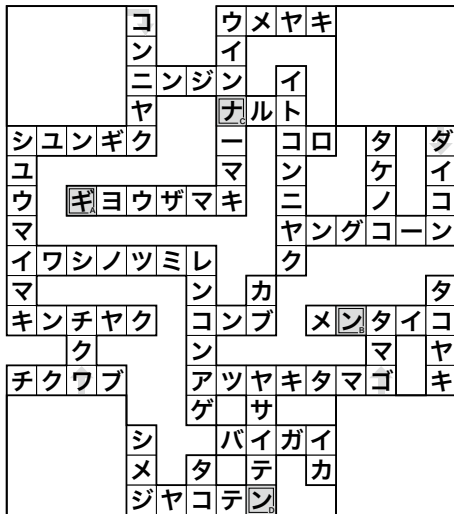 コ ウメヤキ
ン イ
ニンジン イ
ヤ ナC ルト
シユンギク ー コロ タ ダ
ユ マ ン ケ イ
ウ ギA ヨウザマキ ニ ノ コ
マ ヤングコーン
イワシノツミレ ク
マ ン カ タ
キンチヤク コンブ メンB タイコ
ク ン マ ヤ
チクワブ アツヤキタマゴ キ
ゲ サ
シ バイガイ
メ タ テ カ
ジヤコテンD